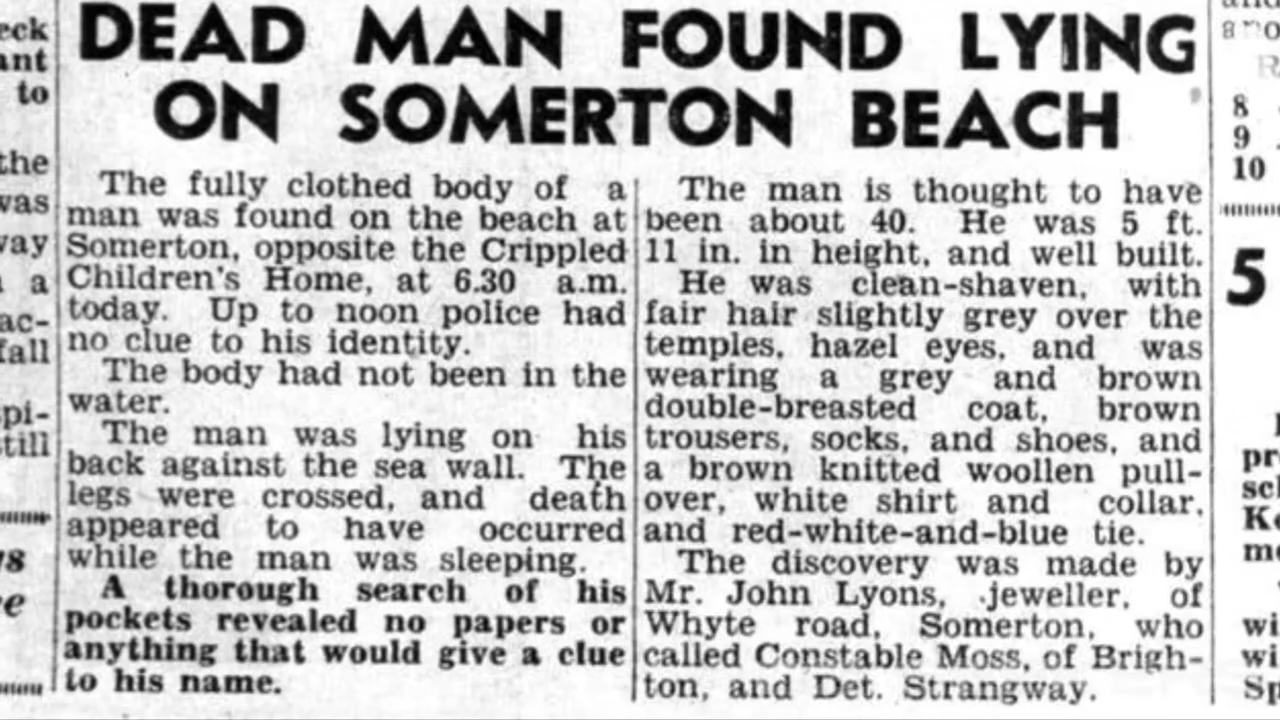 DEAD MAN FOUND LYING
ON SOMERTON BEACH
The fully clothed body of a
man was found on the beach at
Somerton, opposite the Crippled
Children's Home, at 6.30 a.m.
today. Up to noon police had
no clue to his identity.
The body had not been in the
water.
The man was lying on his
back against the sea wall. The
legs were crossed, and death
appeared to have occurred
while the man was sleeping.
A thorough search of his
pockets revealed no papers or
anything that would give a clue
to his name.
The man is thought to have
been about 40. He was 5 ft.
11 in. in height, and well built.
He was clean-shaven, with
fair hair slightly grey over the
temples, hazel eyes, and was
wearing a grey and brown
double-breasted coat, brown
trousers, socks, and shoes, and
a brown knitted woollen pull-
over, white shirt and collar,
and red-white-and-blue tie.
The discovery was made by
Mr. John Lyons, jeweller, of
Whyte road, Somerton, who
called Constable Moss, of Brigh-
ton, and Det. Strangway.
to
the
was
a
8
9
10
5